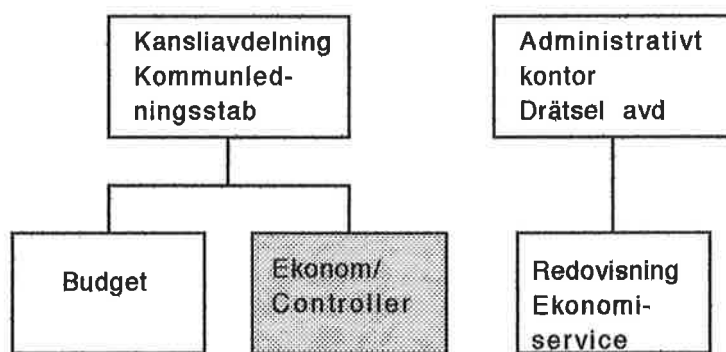 Kansliavdelning
Kommunled-
ningsstab
Administrativt
kontor
Drätsel avd
Budget
Ekonom/
Controller
Redovisning
Ekonomi-
service